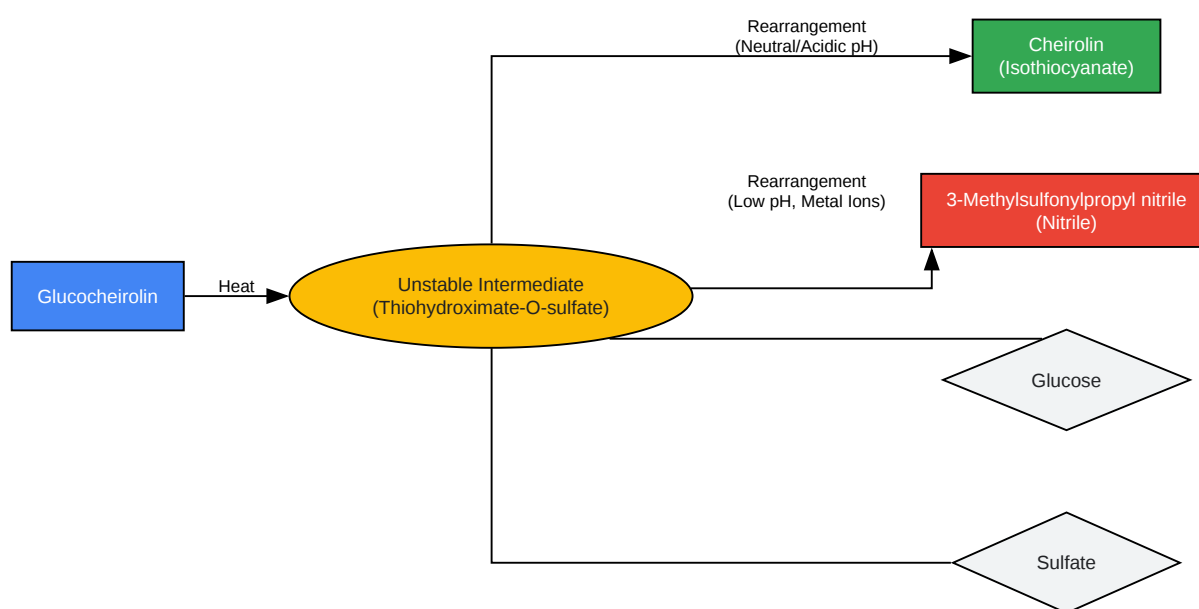 Rearrangement
(Neutral/Acidic pH)
Cheirolin
(Isothiocyanate)
Rearrangement
(Low pH, Metal Ions)
3-Methylsulfonylpropyl nitrile
(Nitrile)
Glucocheirolin
Heat
Unstable Intermediate
(Thiohydroximate-O-sulfate)
Glucose
Sulfate